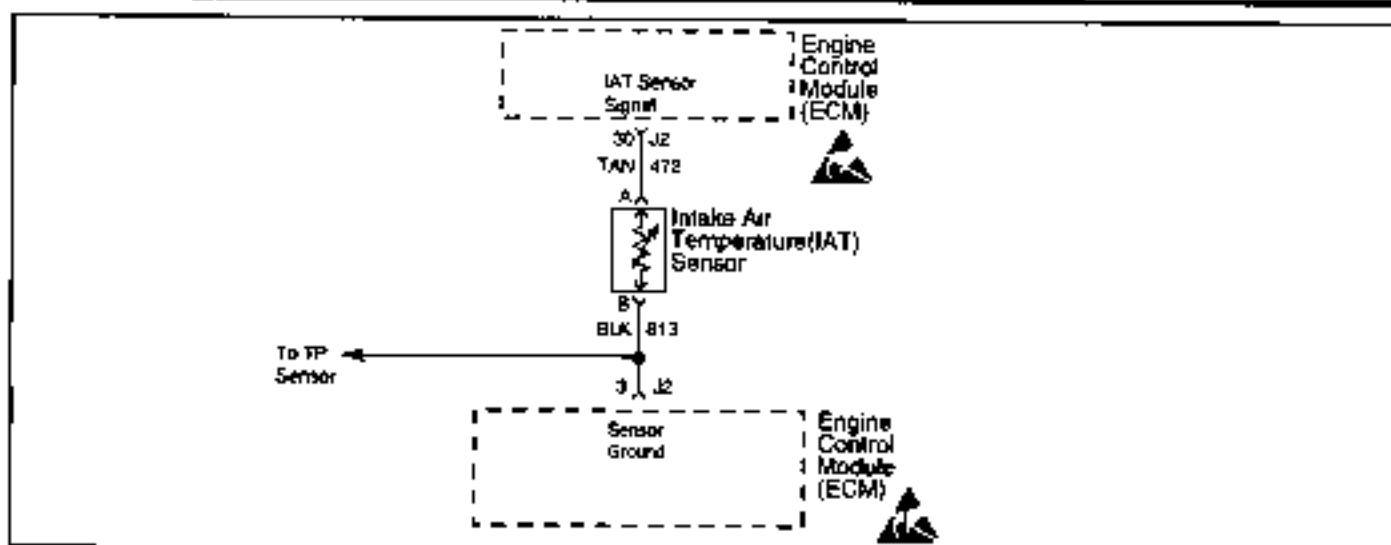 Engine
Control
Module
(ECM)
IAT Sensor
Signal
30 J2
TAN 472
A
Intake Air
Temperature(IAT)
Sensor
B
BLK 813
To TP
Sensor
3 J2
Sensor
Ground
Engine
Control
Module
(ECM)